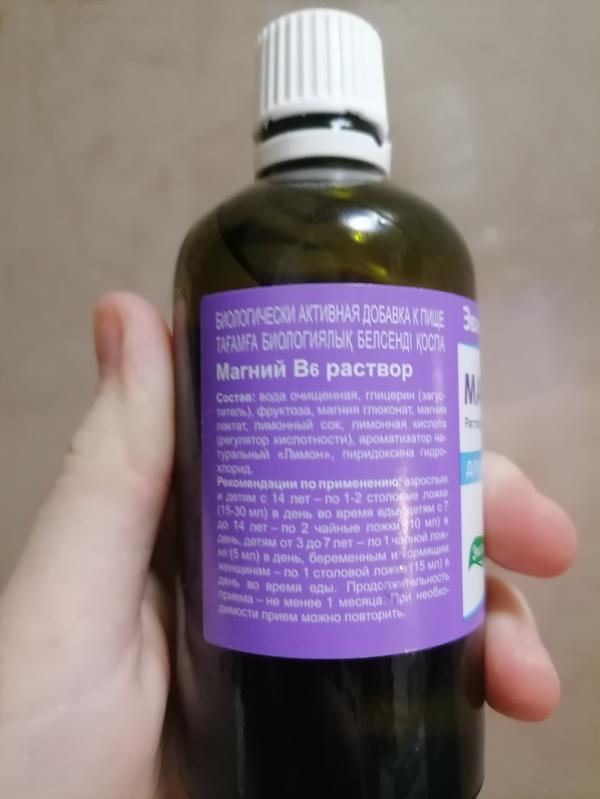 БИОЛОГИЧЕСКИ АКТИВНАЯ ДОБАВКА К ПИЩЕ
ТАҒАМҒА БИОЛОГИЯЛЫҚ БЕЛСЕНДІ ҚОСПА
Магний B6 раствор
Состав: вода очищенная, глицерин (загус-
титель), фруктоза, магния глюконат, магния
лактат, лимонный сок, лимонная кислота
(регулятор кислотности), ароматизатор на-
туральный «Лимон», пиридоксина гидро-
хлорид.
Рекомендации по применению: взрослым
и детям с 14 лет – по 1-2 столовые ложки
(15-30 мл) в день во время еды, детям с 7
до 14 лет – по 2 чайные ложки (10 мл) в
день, детям от 3 до 7 лет – по 1 чайной лож-
ке (5 мл) в день, беременным и кормящим
женщинам – по 1 столовой ложке (15 мл) в
день во время еды. Продолжительность
приема – не менее 1 месяца. При необхо-
димости прием можно повторить.
Эва
МА
Раство